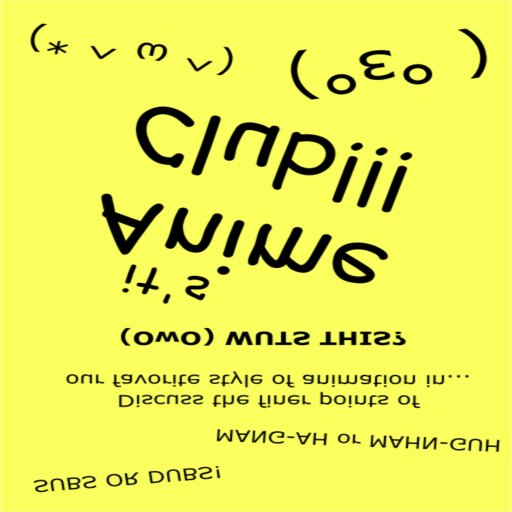 SUBS OR DUBS!
MANG-AH or MAHN-GUH
Discuss the finer points of
our favorite style of animation in...
(OwO) WUTS THIS?
it's
Anime
Club!!!
(* ^ ω ^) (oεo )